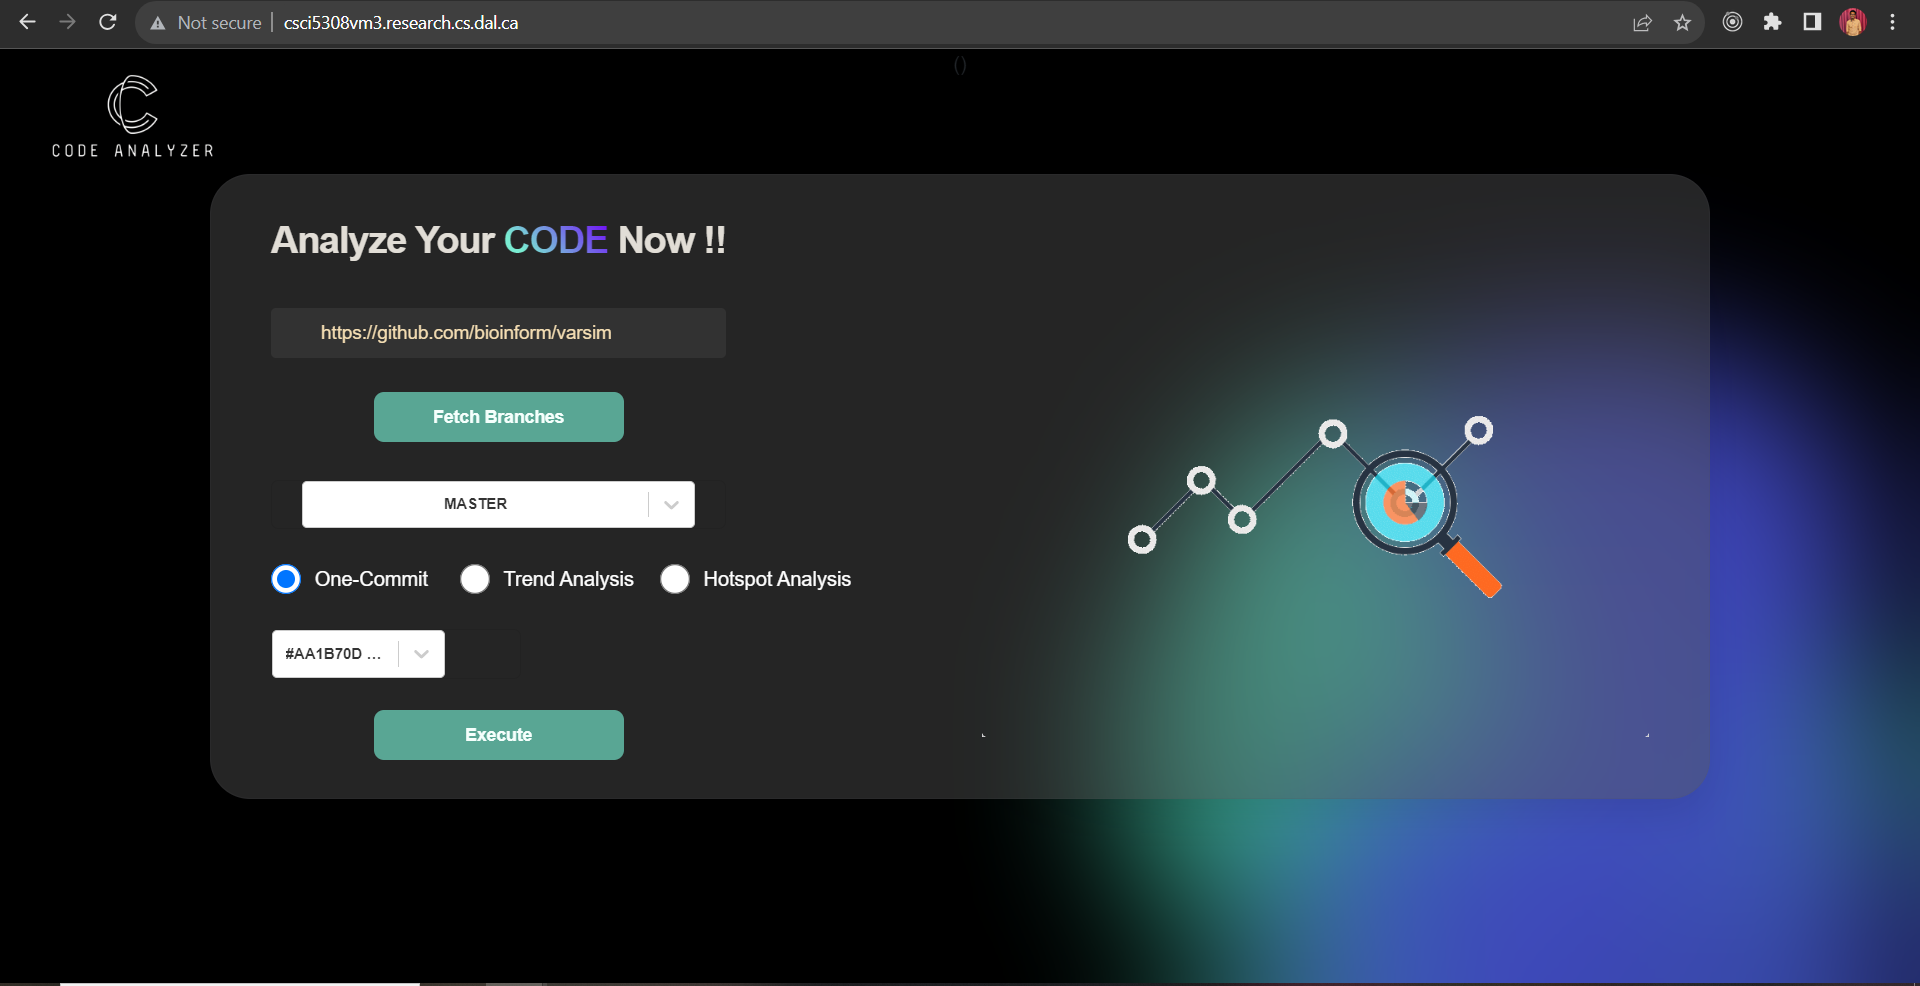 Not secure | csci5308vm3.research.cs.dal.ca
()
CODE ANALYZER
Analyze Your CODE Now !!
https://github.com/bioinform/varsim
Fetch Branches
MASTER
One-Commit Trend Analysis Hotspot Analysis
#AA1B70D ...
Execute